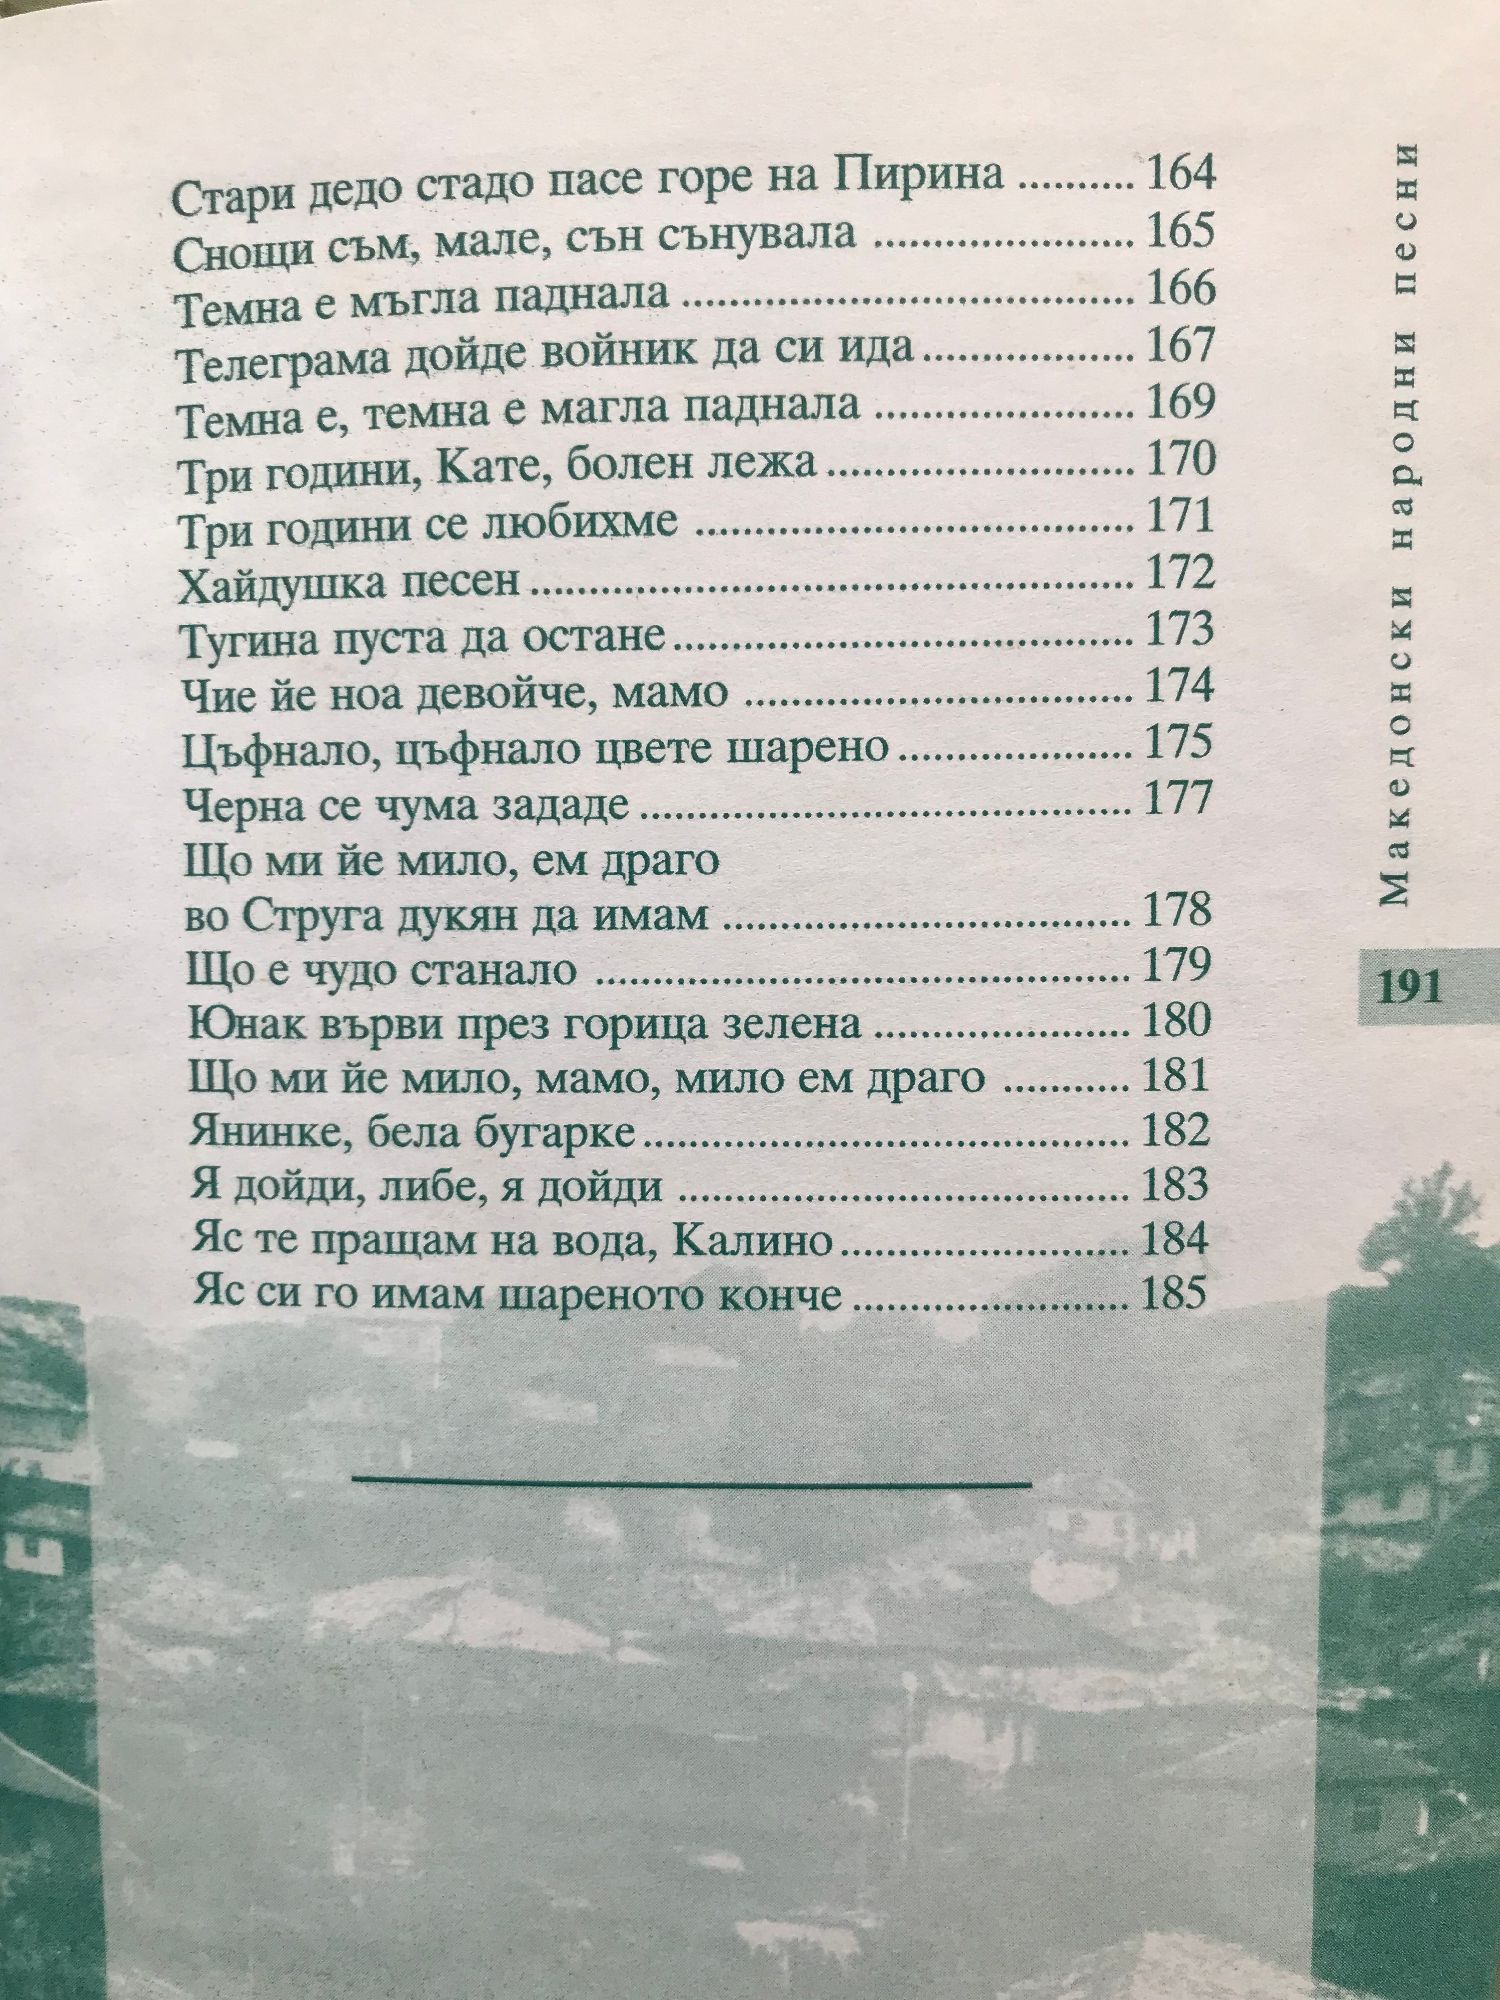 Стари дедо стадо пасе горе на Пирина .......... 164
Снощи съм, мале, сън сънувала ...................... 165
Темна е мъгла паднала ...................................... 166
Телеграма дойде войник да си ида.................. 167
Темна е, темна е магла паднала ...................... 169
Три години, Кате, болен лежа.......................... 170
Три години се любихме ..................................... 171
Хайдушка песен................................................... 172
Тугина пуста да остане....................................... 173
Чие йе ноа девойче, мамо ................................. 174
Цъфнало, цъфнало цвете шарено.................... 175
Черна се чума зададе .......................................... 177
Що ми йе мило, ем драго
во Струга дукян да имам ................................... 178
Що е чудо станало .............................................. 179
Юнак върви през горица зелена ...................... 180
Що ми йе мило, мамо, мило ем драго ........... 181
Янинке, бела бугарке.......................................... 182
Я дойди, либе, я дойди ...................................... 183
Яс те пращам на вода, Калино......................... 184
Яс си го имам шареното конче ........................ 185
Македонски народни песни
191